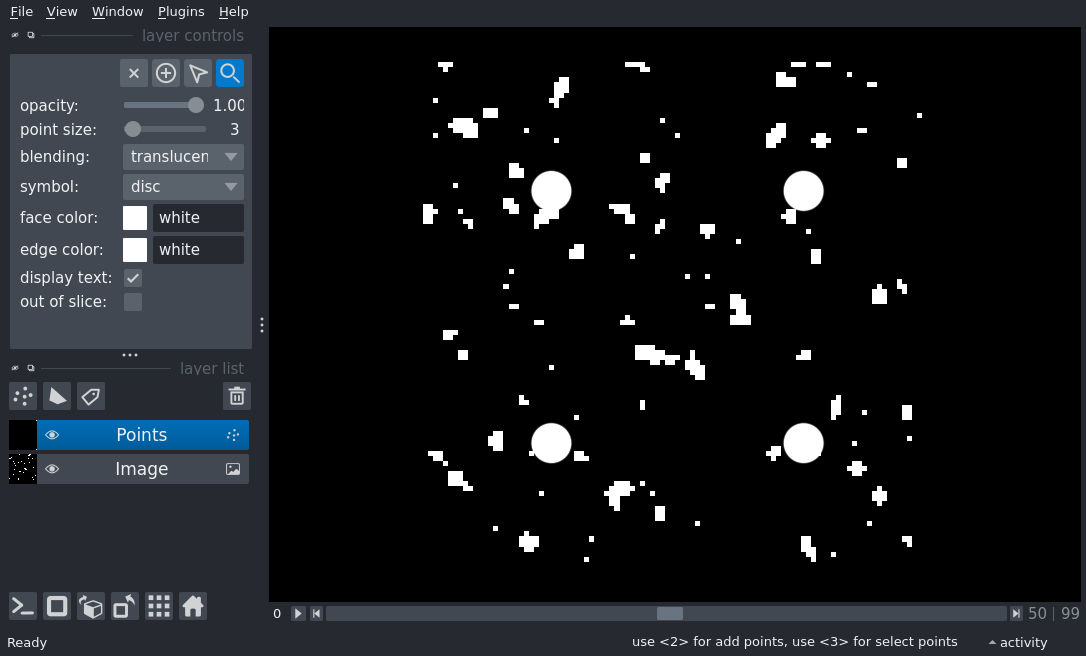 File View Window Plugins Help
layer controls
opacity: 1.00
point size: 3
blending: translucen
symbol: disc
face color: white
edge color: white
display text:
out of slice:
layer list
Points
Image
0 50 | 99
Ready use <2> for add points, use <3> for select points activity